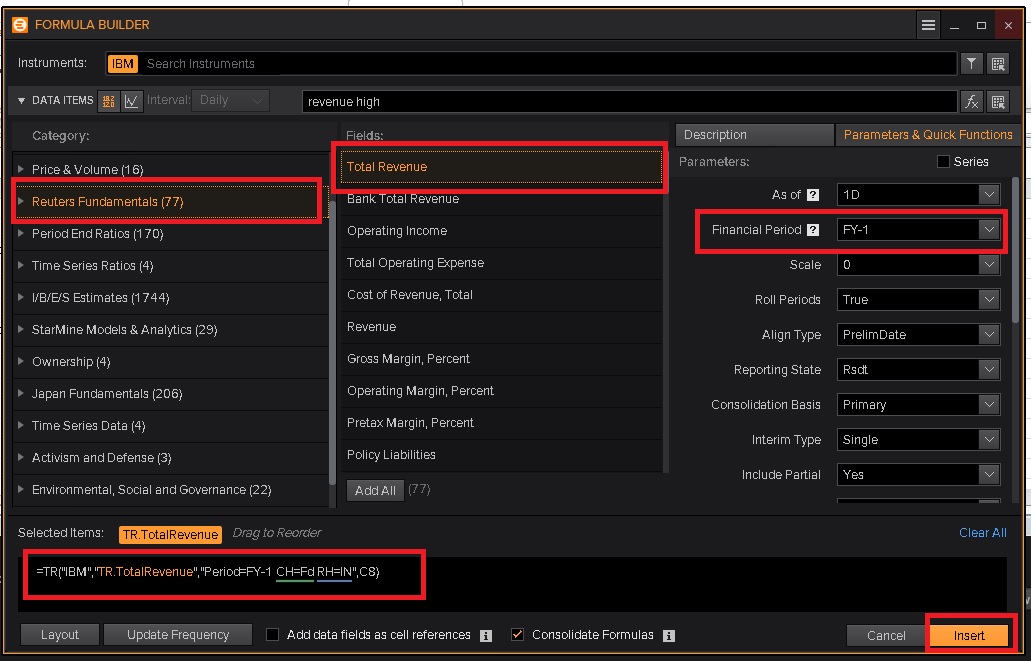 FORMULA BUILDER
Instruments: IBM Search Instruments
DATA ITEMS Interval: Daily revenue high
Category:
Price & Volume (16)
Reuters Fundamentals (77)
Period End Ratios (170)
Time Series Ratios (4)
I/B/E/S Estimates (1744)
StarMine Models & Analytics (29)
Ownership (4)
Japan Fundamentals (206)
Time Series Data (4)
Activism and Defense (3)
Environmental, Social and Governance (22)
Fields:
Total Revenue
Bank Total Revenue
Operating Income
Total Operating Expense
Cost of Revenue, Total
Revenue
Gross Margin, Percent
Operating Margin, Percent
Pretax Margin, Percent
Policy Liabilities
Add All (77)
Description Parameters & Quick Functions
Parameters: Series
As of ? 1D
Financial Period ? FY-1
Scale 0
Roll Periods True
Align Type PrelimDate
Reporting State Rsdt
Consolidation Basis Primary
Interim Type Single
Include Partial Yes
Selected Items: TR.TotalRevenue Drag to Reorder Clear All
=TR("IBM","TR.TotalRevenue","Period=FY-1 CH=Fd RH=IN",C8)
Layout Update Frequency Add data fields as cell references i Consolidate Formulas i Cancel Insert